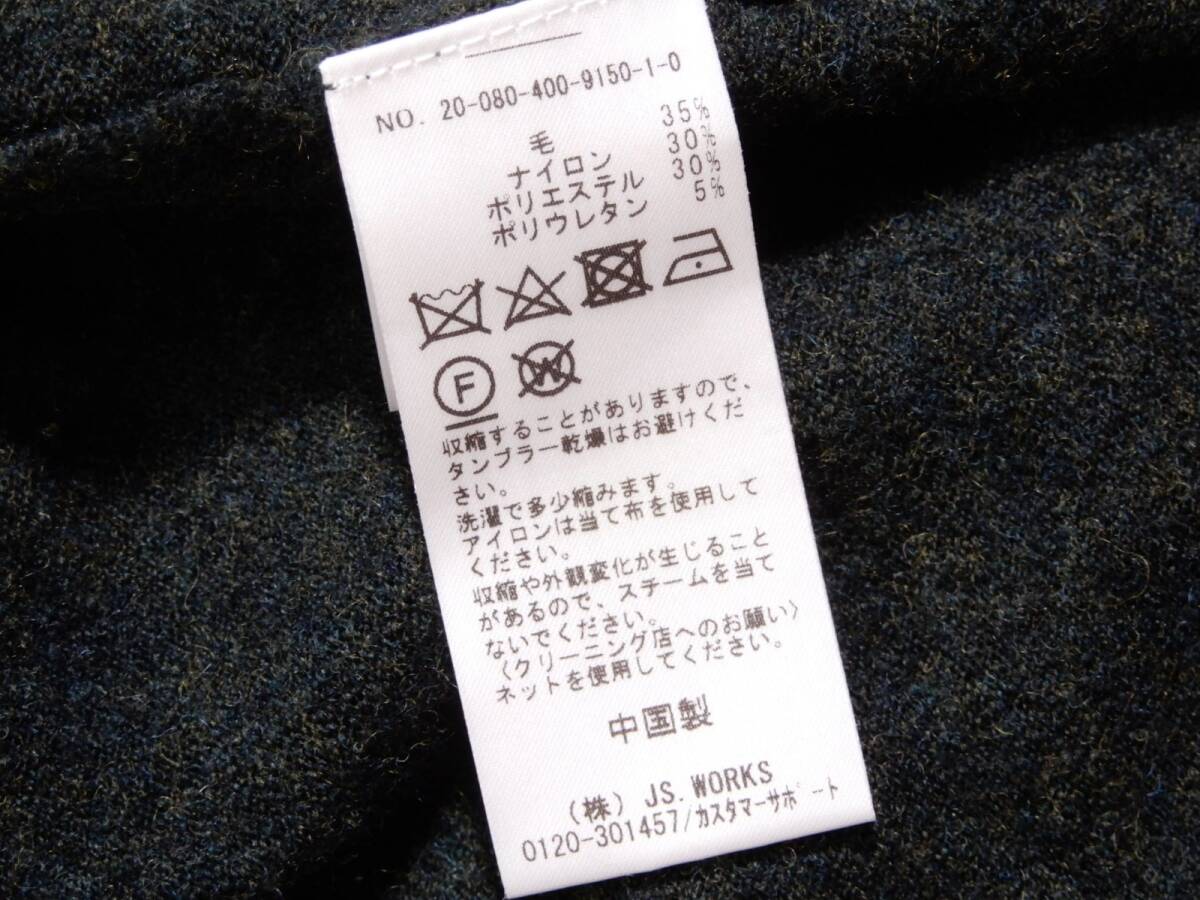 NO. 20-080-400-9150-1-0
毛 35%
ナイロン 30%
ポリエステル 30%
ポリウレタン 5%
F W
収縮することがありますので、
タンブラー乾燥はお避けくだ
さい。
洗濯で多少縮みます。
アイロンは当て布を使用して
ください。
収縮や外観変化が生じること
があるので、スチームを当て
ないでください。
〈クリーニング店へのお願い〉
ネットを使用してください。
中国製
(株) JS.WORKS
0120-301457/カスタマーサポート